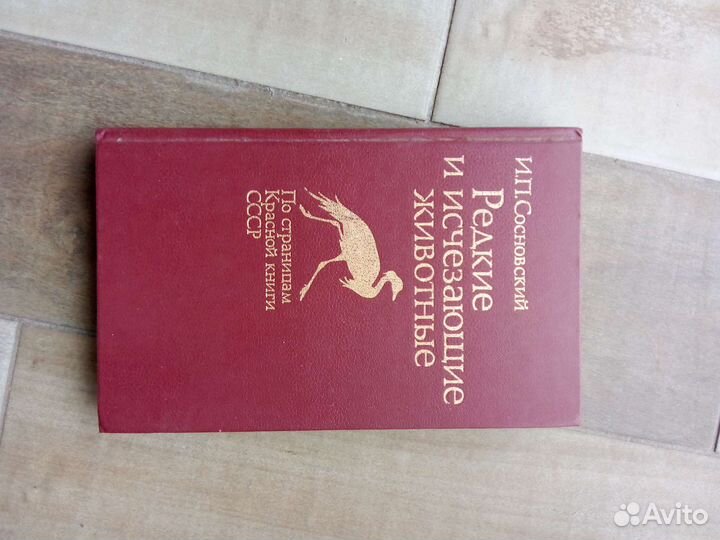 И.П.Сосновский
Редкие
и исчезающие
животные
По страницам
Красной книги
СССР
Avito